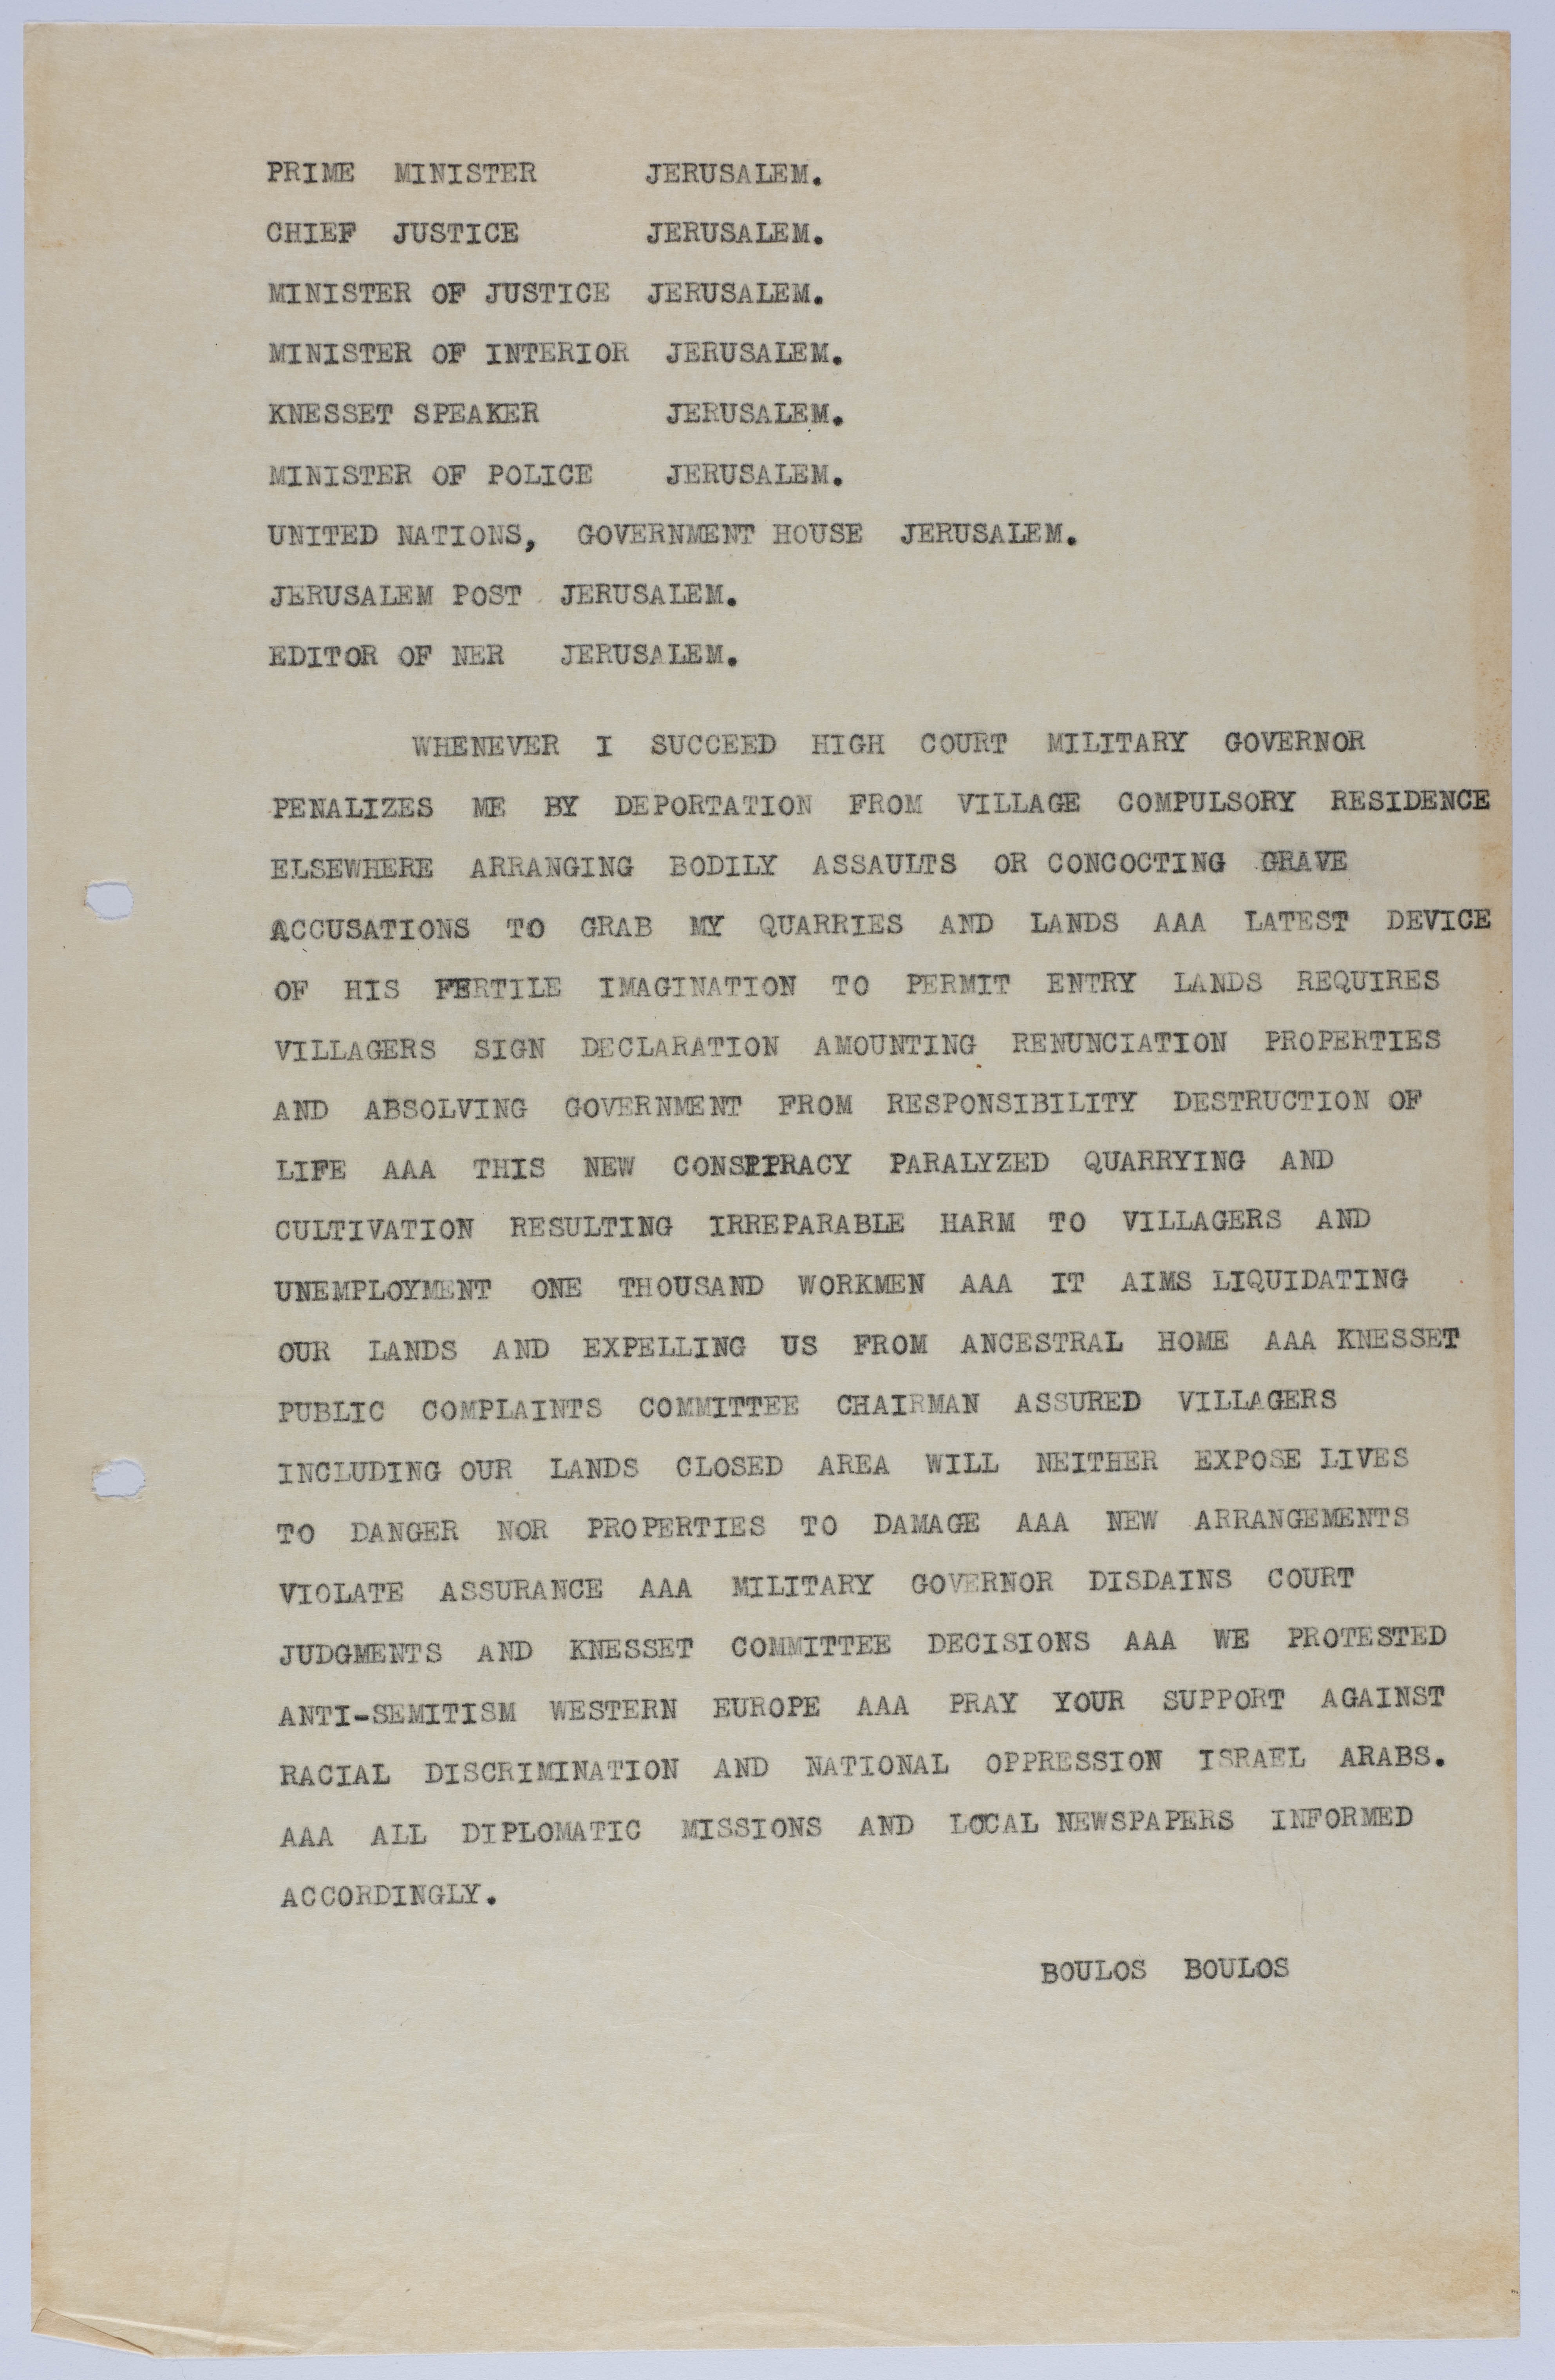 PRIME MINISTER JERUSALEM.
CHIEF JUSTICE JERUSALEM.
MINISTER OF JUSTICE JERUSALEM.
MINISTER OF INTERIOR JERUSALEM.
KNESSET SPEAKER JERUSALEM.
MINISTER OF POLICE JERUSALEM.
UNITED NATIONS, GOVERNMENT HOUSE JERUSALEM.
JERUSALEM POST JERUSALEM.
EDITOR OF NER JERUSALEM.
WHENEVER I SUCCEED HIGH COURT MILITARY GOVERNOR
PENALIZES ME BY DEPORTATION FROM VILLAGE COMPULSORY RESIDENCE
ELSEWHERE ARRANGING BODILY ASSAULTS OR CONCOCTING GRAVE
ACCUSATIONS TO GRAB MY QUARRIES AND LANDS AAA LATEST DEVICE
OF HIS FERTILE IMAGINATION TO PERMIT ENTRY LANDS REQUIRES
VILLAGERS SIGN DECLARATION AMOUNTING RENUNCIATION PROPERTIES
AND ABSOLVING GOVERNMENT FROM RESPONSIBILITY DESTRUCTION OF
LIFE AAA THIS NEW CONSPIRACY PARALYZED QUARRYING AND
CULTIVATION RESULTING IRREPARABLE HARM TO VILLAGERS AND
UNEMPLOYMENT ONE THOUSAND WORKMEN AAA IT AIMS LIQUIDATING
OUR LANDS AND EXPELLING US FROM ANCESTRAL HOME AAA KNESSET
PUBLIC COMPLAINTS COMMITTEE CHAIRMAN ASSURED VILLAGERS
INCLUDING OUR LANDS CLOSED AREA WILL NEITHER EXPOSE LIVES
TO DANGER NOR PROPERTIES TO DAMAGE AAA NEW ARRANGEMENTS
VIOLATE ASSURANCE AAA MILITARY GOVERNOR DISDAINS COURT
JUDGMENTS AND KNESSET COMMITTEE DECISIONS AAA WE PROTESTED
ANTI-SEMITISM WESTERN EUROPE AAA PRAY YOUR SUPPORT AGAINST
RACIAL DISCRIMINATION AND NATIONAL OPPRESSION ISRAEL ARABS.
AAA ALL DIPLOMATIC MISSIONS AND LOCAL NEWSPAPERS INFORMED
ACCORDINGLY.
BOULOS BOULOS